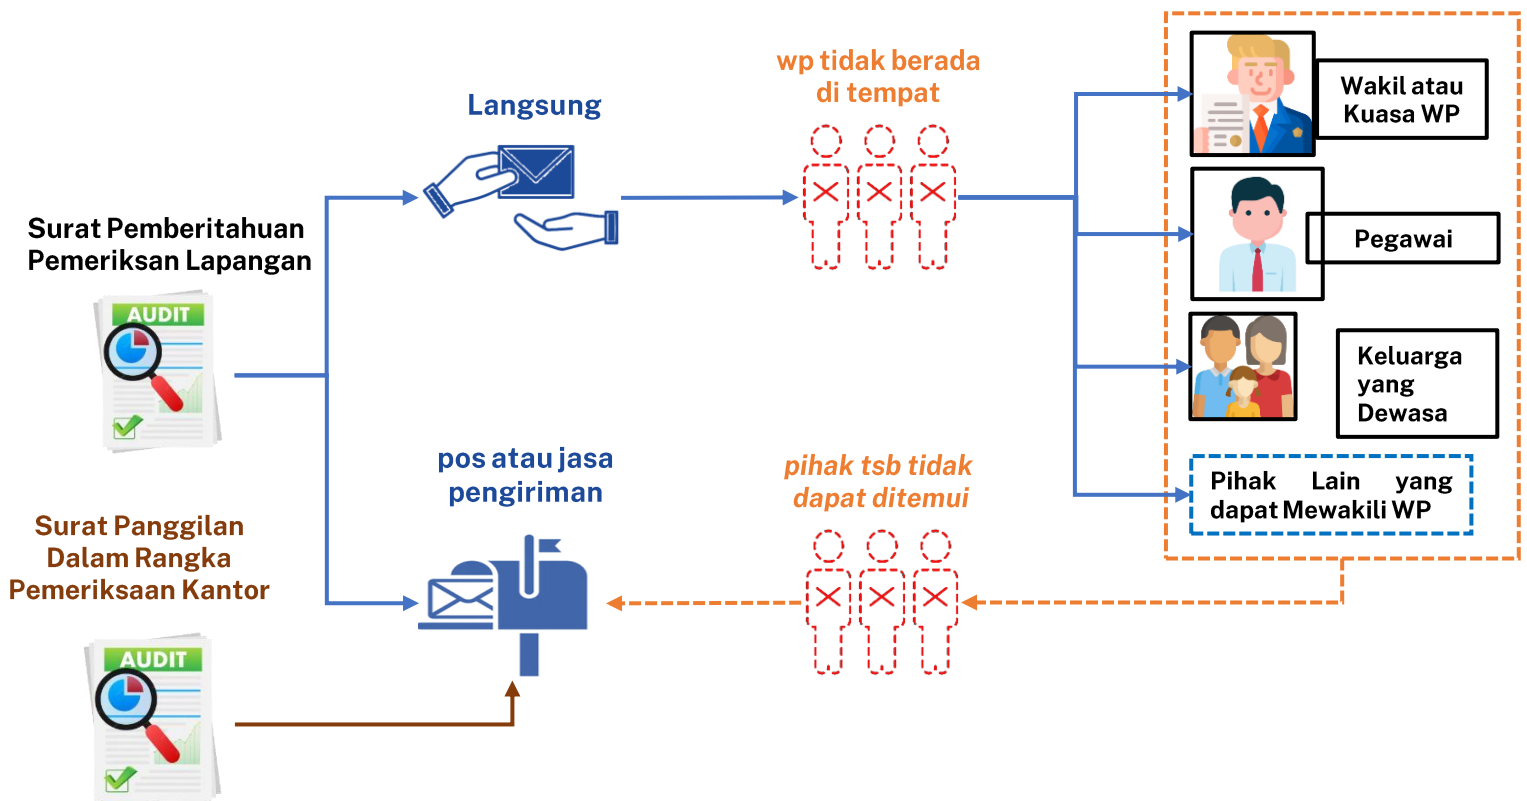 Surat Pemberitahuan
Pemeriksan Lapangan
AUDIT
Surat Panggilan
Dalam Rangka
Pemeriksaan Kantor
AUDIT
Langsung
pos atau jasa
pengiriman
wp tidak berada
di tempat
pihak tsb tidak
dapat ditemui
Wakil atau
Kuasa WP
Pegawai
Keluarga
yang
Dewasa
Pihak Lain yang
dapat Mewakili WP